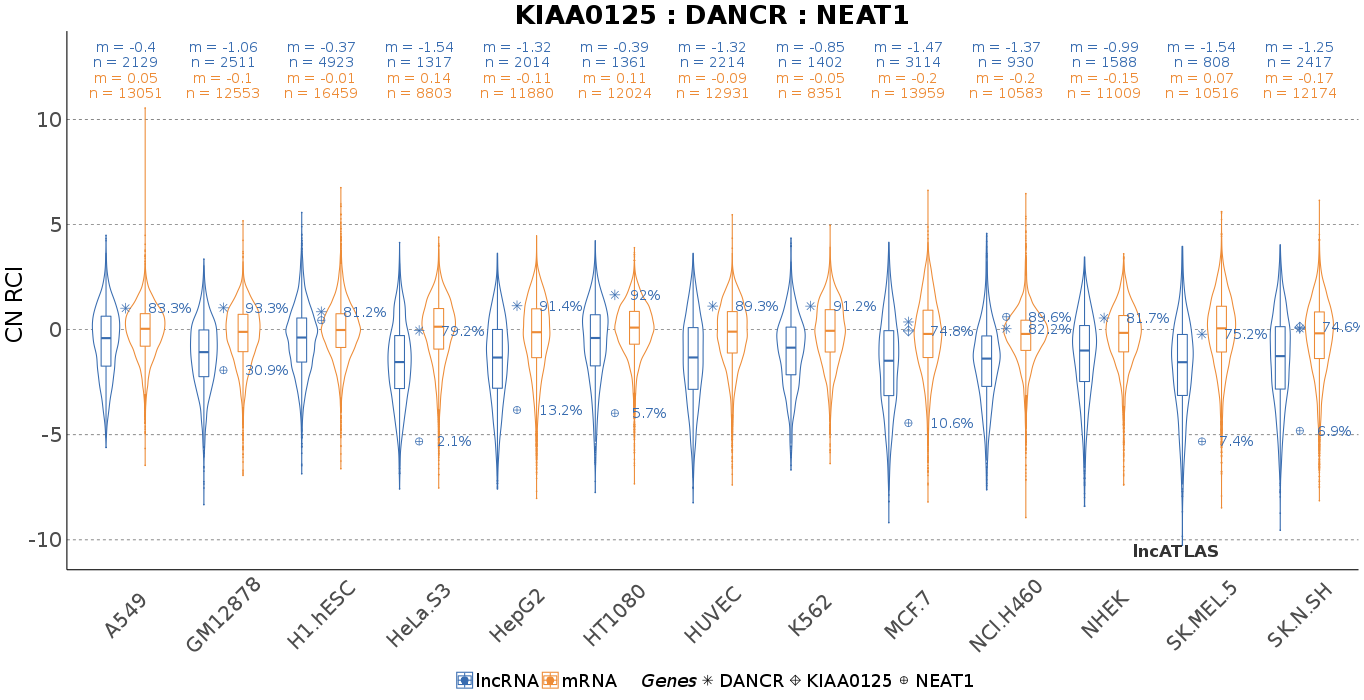 KIAA0125 : DANCR : NEAT1
m = -0.4 m = -1.06 m = -0.37 m = -1.54 m = -1.32 m = -0.39 m = -1.32 m = -0.85 m = -1.47 m = -1.37 m = -0.99 m = -1.54 m = -1.25
n = 2129 n = 2511 n = 4923 n = 1317 n = 2014 n = 1361 n = 2214 n = 1402 n = 3114 n = 930 n = 1588 n = 808 n = 2417
m = 0.05 m = -0.1 m = -0.01 m = 0.14 m = -0.11 m = 0.11 m = -0.09 m = -0.05 m = -0.2 m = -0.2 m = -0.15 m = 0.07 m = -0.17
n = 13051 n = 12553 n = 16459 n = 8803 n = 11880 n = 12024 n = 12931 n = 8351 n = 13959 n = 10583 n = 11009 n = 10516 n = 12174
10
5
0
-5
-10
CN RCI
83.3% 93.3% 81.2% 79.2% 91.4% 92% 89.3% 91.2% 74.8% 89.6% 81.7% 75.2% 74.6%
82.2%
30.9% 2.1% 13.2% 5.7% 10.6% 7.4% 6.9%
lncATLAS
A549 GM12878 H1.hESC HeLa.S3 HepG2 HT1080 HUVEC K562 MCF.7 NCI.H460 NHEK SK.MEL.5 SK.N.SH
lncRNA mRNA Genes DANCR KIAA0125 NEAT1